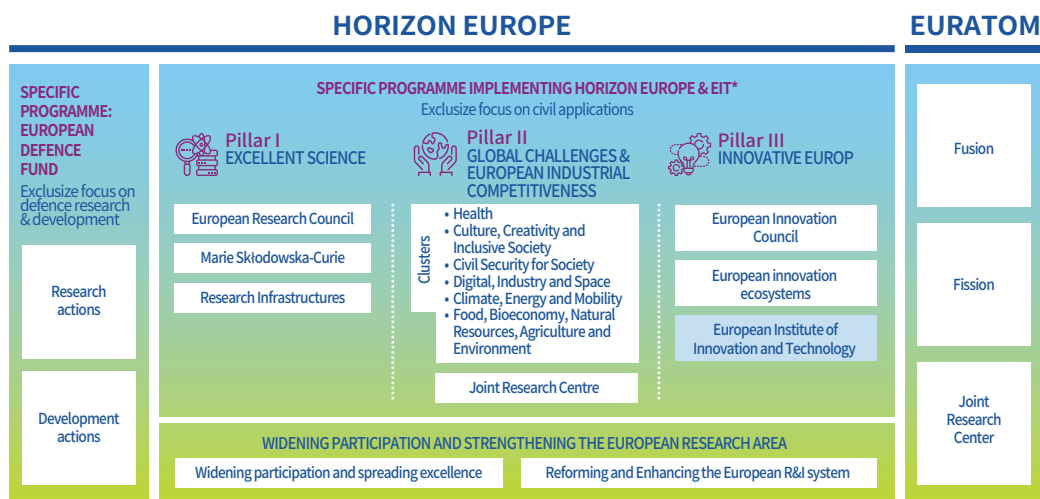 HORIZON EUROPE
EURATOM
SPECIFIC
PROGRAMME:
EUROPEAN
DEFENCE
FUND
Exclusize focus on
defence research
& development
Research
actions
Development
actions
SPECIFIC PROGRAMME IMPLEMENTING HORIZON EUROPE & EIT*
Exclusize focus on civil applications
Pillar I
EXCELLENT SCIENCE
European Research Council
Marie Skłodowska-Curie
Research Infrastructures
Pillar II
GLOBAL CHALLENGES &
EUROPEAN INDUSTRIAL
COMPETITIVENESS
Clusters
• Health
• Culture, Creativity and
Inclusive Society
• Civil Security for Society
• Digital, Industry and Space
• Climate, Energy and Mobility
• Food, Bioeconomy, Natural
Resources, Agriculture and
Environment
Joint Research Centre
Pillar III
INNOVATIVE EUROP
European Innovation
Council
European innovation
ecosystems
European Institute of
Innovation and Technology
WIDENING PARTICIPATION AND STRENGTHENING THE EUROPEAN RESEARCH AREA
Widening participation and spreading excellence
Reforming and Enhancing the European R&I system
Fusion
Fission
Joint
Research
Center